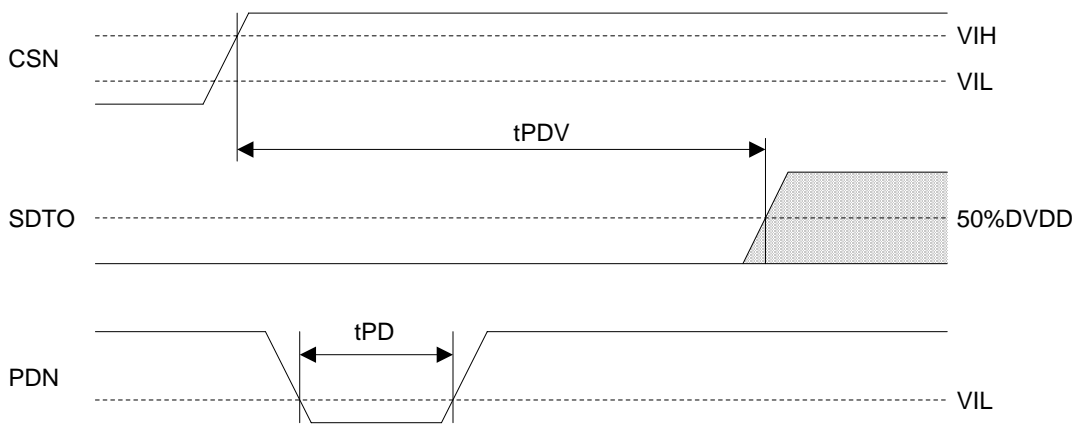 CSN
VIH
VIL
tPDV
SDTO
50%DVDD
tPD
PDN
VIL